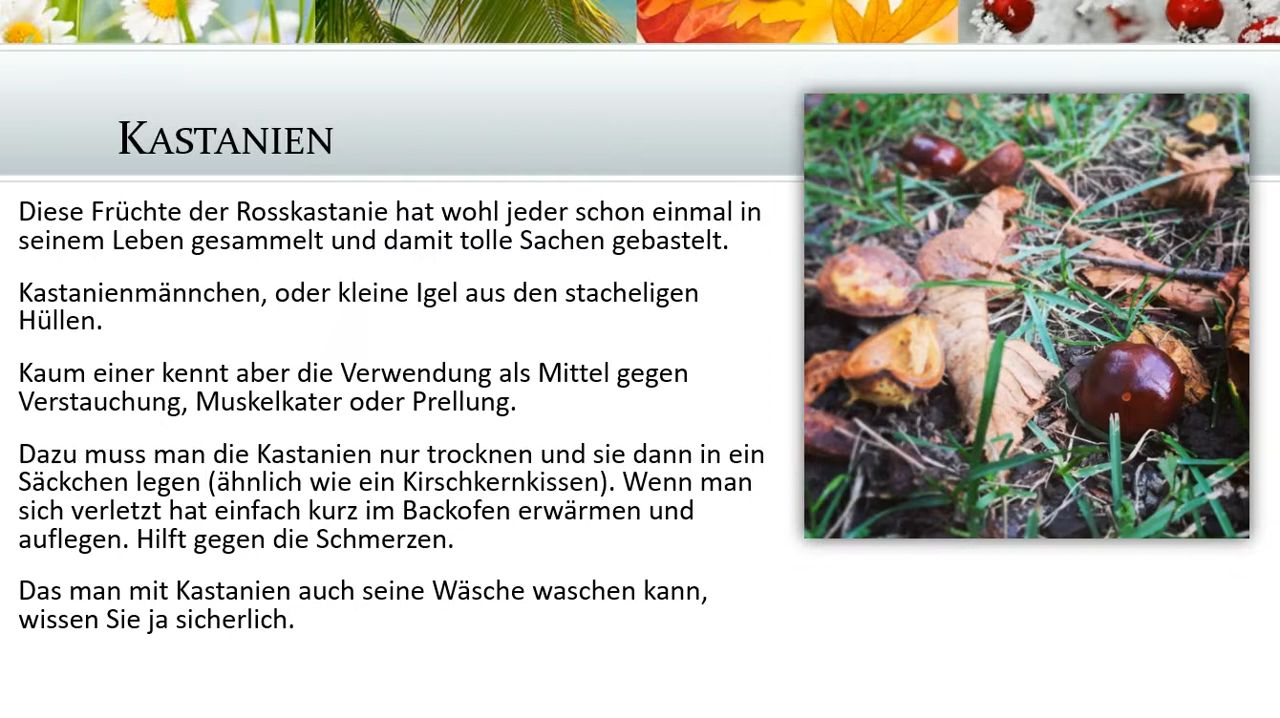 Kastanien
Diese Früchte der Rosskastanie hat wohl jeder schon einmal in
seinem Leben gesammelt und damit tolle Sachen gebastelt.
Kastanienmännchen, oder kleine Igel aus den stacheligen
Hüllen.
Kaum einer kennt aber die Verwendung als Mittel gegen
Verstauchung, Muskelkater oder Prellung.
Dazu muss man die Kastanien nur trocknen und sie dann in ein
Säckchen legen (ähnlich wie ein Kirschkernkissen). Wenn man
sich verletzt hat einfach kurz im Backofen erwärmen und
auflegen. Hilft gegen die Schmerzen.
Das man mit Kastanien auch seine Wäsche waschen kann,
wissen Sie ja sicherlich.